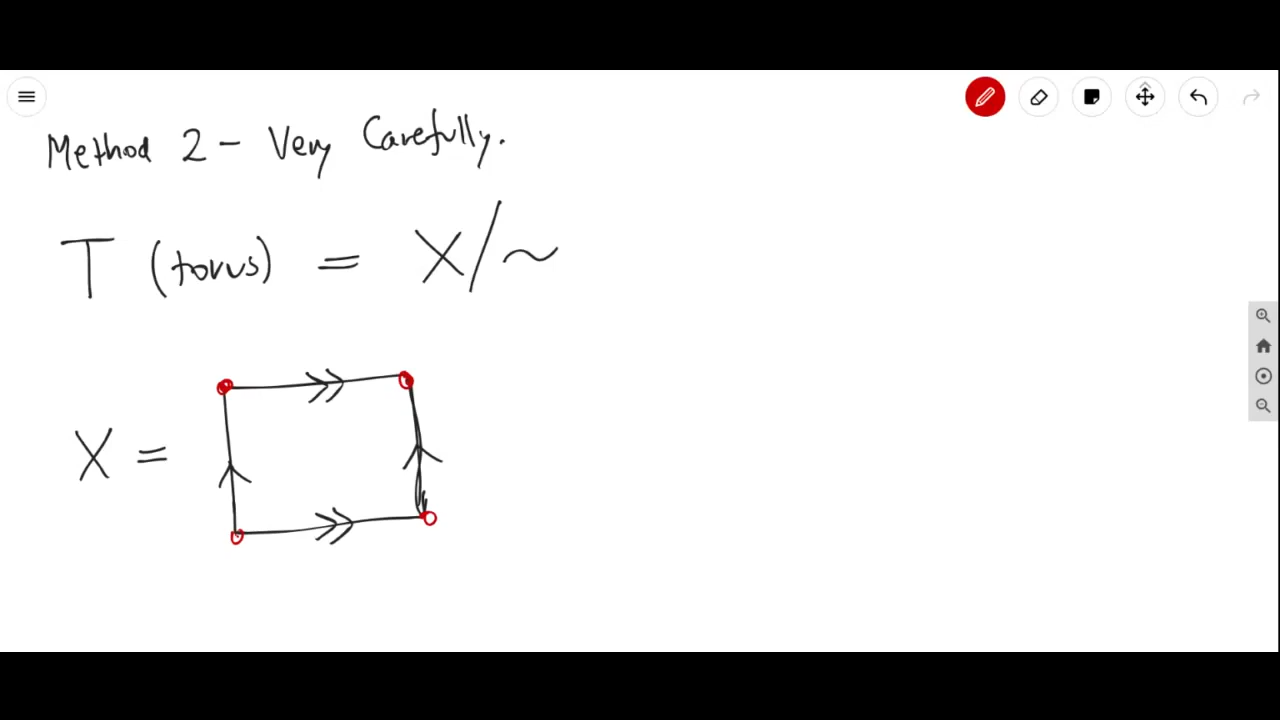 Method 2 - Very Carefully.
T (torus) = X/~
X =